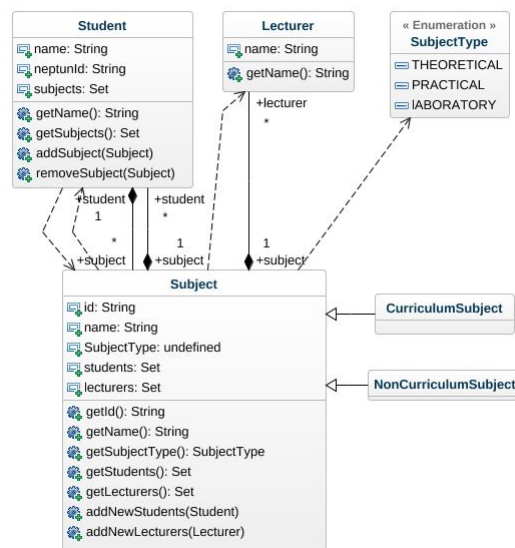 Student
name: String
neptunId: String
subjects: Set
getName(): String
getSubjects(): Set
addSubject(Subject)
removeSubject(Subject)
Lecturer
name: String
getName(): String
« Enumeration »
SubjectType
THEORETICAL
PRACTICAL
lABORATORY
+student
1
*
+subject
+student
*
1
+subject
+lecturer
*
1
+subject
Subject
id: String
name: String
SubjectType: undefined
students: Set
lecturers: Set
getId(): String
getName(): String
getSubjectType(): SubjectType
getStudents(): Set
getLecturers(): Set
addNewStudents(Student)
addNewLecturers(Lecturer)
CurriculumSubject
NonCurriculumSubject